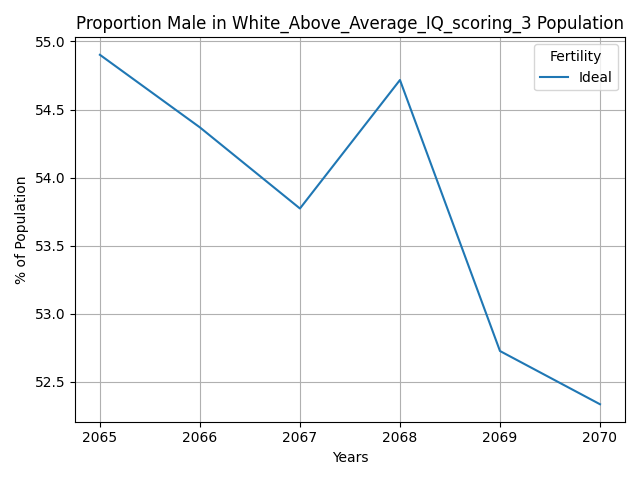 Proportion Male in White_Above_Average_IQ_scoring_3 Population
55.0
54.5
54.0
53.5
53.0
52.5
% of Population
Fertility
Ideal
2065 2066 2067 2068 2069 2070
Years